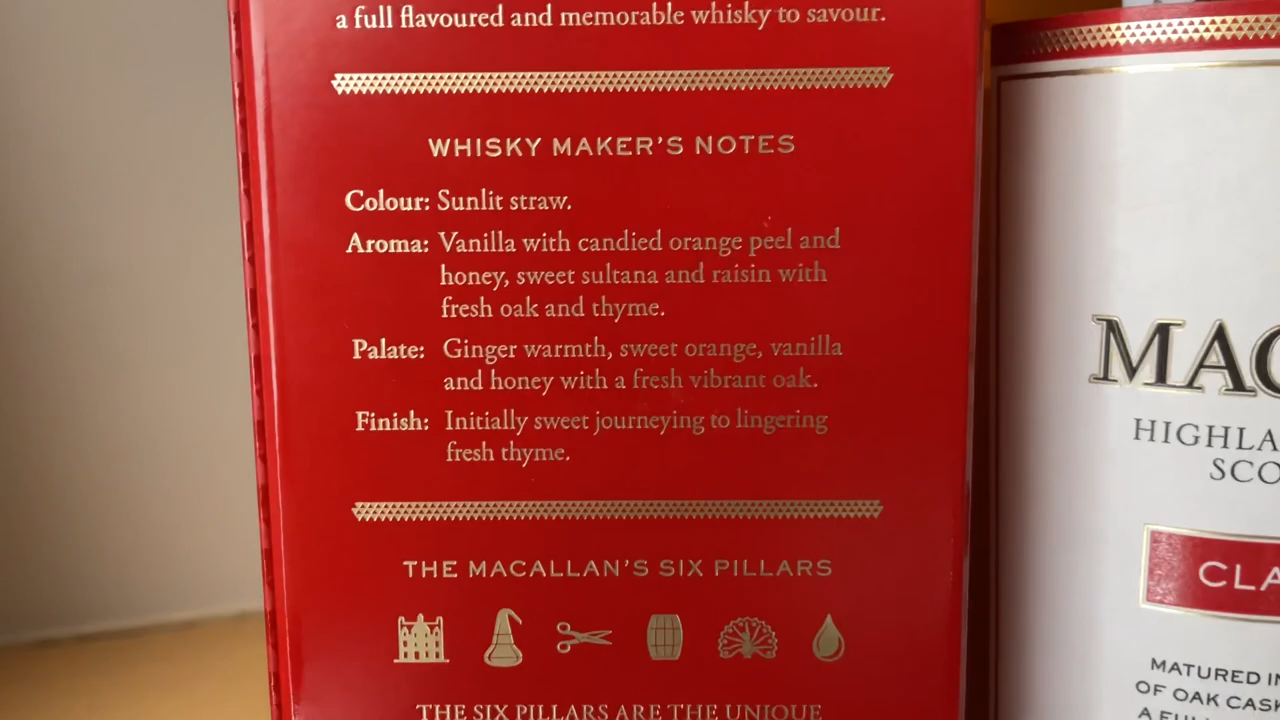 a full flavoured and memorable whisky to savour.
WHISKY MAKER'S NOTES
Colour: Sunlit straw.
Aroma: Vanilla with candied orange peel and
honey, sweet sultana and raisin with
fresh oak and thyme.
Palate: Ginger warmth, sweet orange, vanilla
and honey with a fresh vibrant oak.
Finish: Initially sweet journeying to lingering
fresh thyme.
THE MACALLAN'S SIX PILLARS
THE SIX PILLARS ARE THE UNIQUE
MAC
HIGHLA
SCO
CLA
MATURED IN
OF OAK CASK
A FU